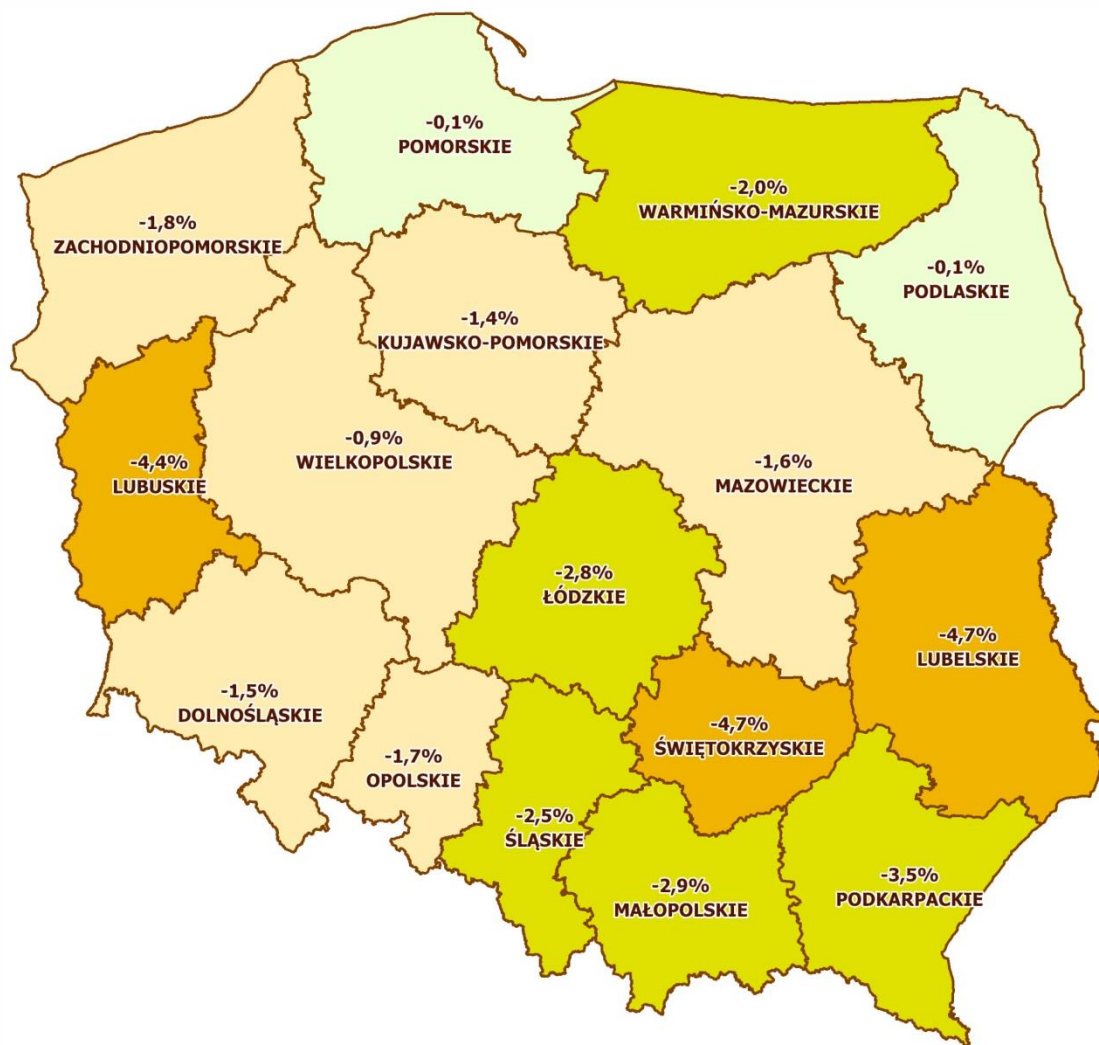 -0,1%
POMORSKIE
-2,0%
WARMIŃSKO-MAZURSKIE
-1,8%
ZACHODNIOPOMORSKIE
-0,1%
PODLASKIE
-1,4%
KUJAWSKO-POMORSKIE
-0,9%
WIELKOPOLSKIE
-4,4%
LUBUSKIE
-1,6%
MAZOWIECKIE
-2,8%
ŁÓDZKIE
-4,7%
LUBELSKIE
-1,5%
DOLNOŚLĄSKIE
-4,7%
ŚWIĘTOKRZYSKIE
-1,7%
OPOLSKIE
-2,5%
ŚLĄSKIE
-3,5%
PODKARPACKIE
-2,9%
MAŁOPOLSKIE